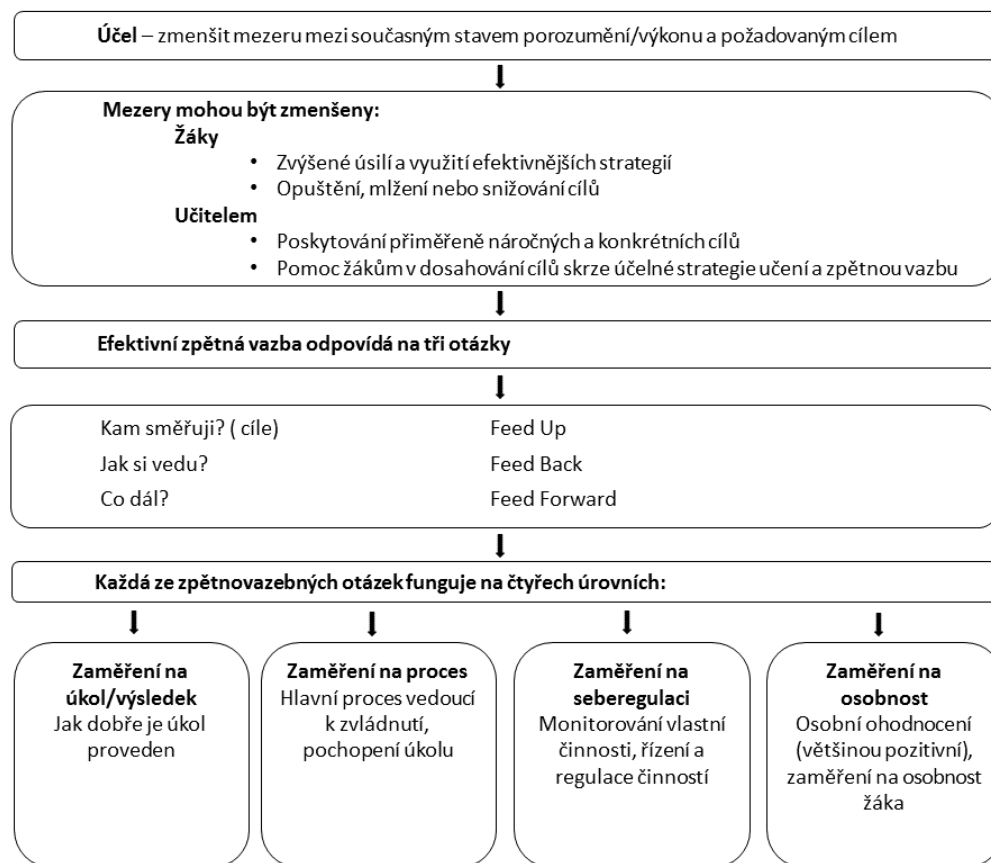 Účel – zmenšit mezeru mezi současným stavem porozumění/výkonu a požadovaným cílem
Mezery mohou být zmenšeny:
Žáky
• Zvýšené úsilí a využití efektivnějších strategií
• Opuštění, mlžení nebo snižování cílů
Učitelem
• Poskytování přiměřeně náročných a konkrétních cílů
• Pomoc žákům v dosahování cílů skrze účelné strategie učení a zpětnou vazbu
Efektivní zpětná vazba odpovídá na tři otázky
Kam směřuji? ( cíle) Feed Up
Jak si vedu? Feed Back
Co dál? Feed Forward
Každá ze zpětnovazebných otázek funguje na čtyřech úrovních:
Zaměření na
úkol/výsledek
Jak dobře je úkol
proveden
Zaměření na proces
Hlavní proces vedoucí
k zvládnutí,
pochopení úkolu
Zaměření na
seberegulaci
Monitorování vlastní
činnosti, řízení a
regulace činností
Zaměření na
osobnost
Osobní ohodnocení
(většinou pozitivní),
zaměření na osobnost
žáka